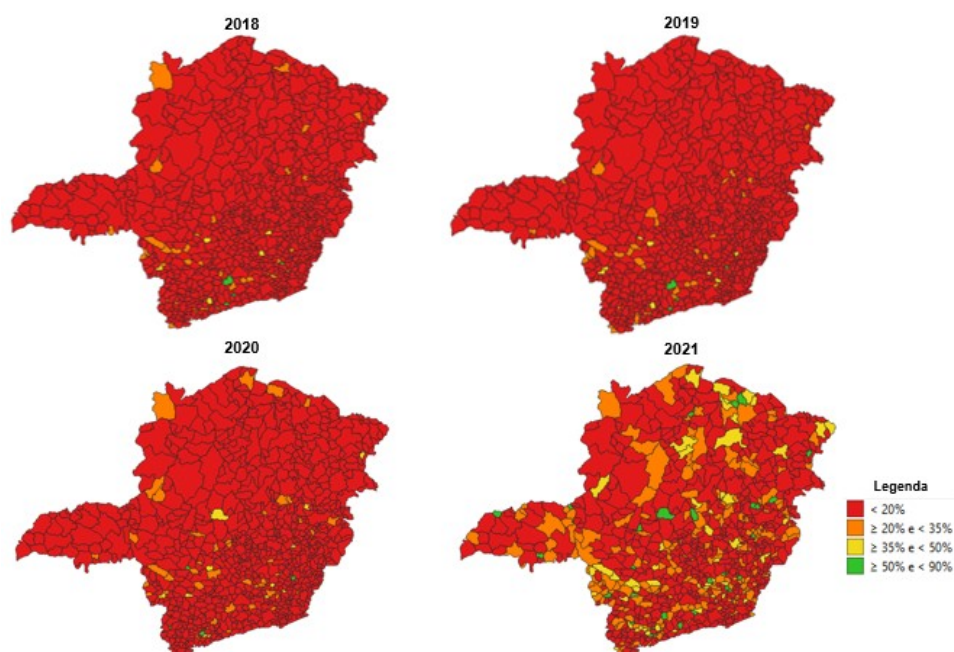 2018
2019
2020
2021
Legenda
< 20%
≥ 20% e < 35%
≥ 35% e < 50%
≥ 50% e < 90%